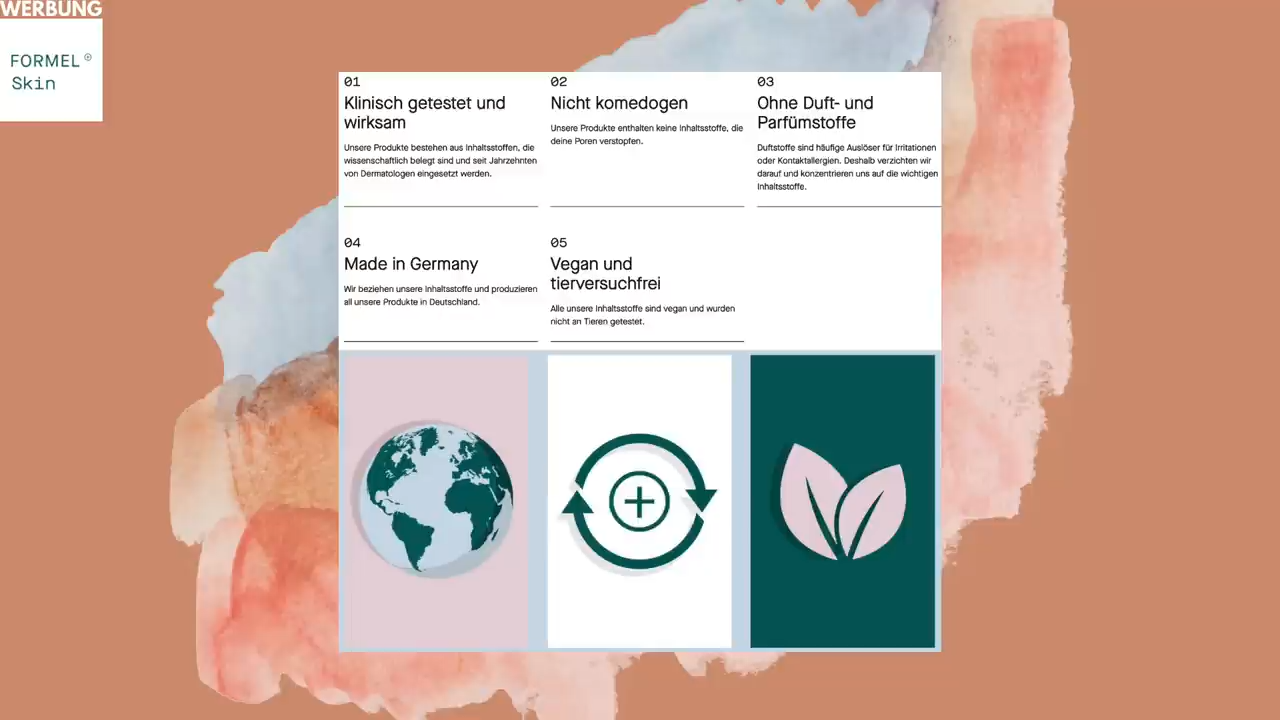 WERBUNG
FORMEL®
Skin
01
Klinisch getestet und
wirksam
Unsere Produkte bestehen aus Inhaltsstoffen, die
wissenschaftlich belegt sind und seit Jahrzehnten
von Dermatologen eingesetzt werden.
02
Nicht komedogen
Unsere Produkte enthalten keine Inhaltsstoffe, die
deine Poren verstopfen.
03
Ohne Duft- und
Parfümstoffe
Duftstoffe sind häufige Auslöser für Irritationen
oder Kontaktallergien. Deshalb verzichten wir
darauf und konzentrieren uns auf die wichtigen
Inhaltsstoffe.
04
Made in Germany
Wir beziehen unsere Inhaltsstoffe und produzieren
all unsere Produkte in Deutschland.
05
Vegan und
tierversuchfrei
Alle unsere Inhaltsstoffe sind vegan und wurden
nicht an Tieren getestet.